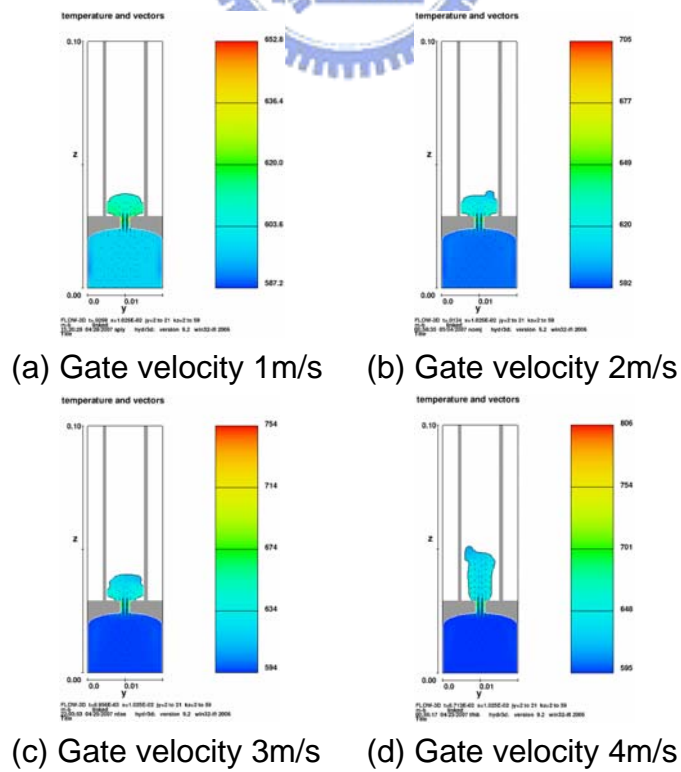 temperature and vectors
0.10
z
0.00
0.0 0.01
y
652.8
636.4
620.0
603.6
587.2
Title
(a) Gate velocity 1m/s
temperature and vectors
0.10
z
0.00
0.0 0.01
y
705
677
649
620
592
Title
(b) Gate velocity 2m/s
temperature and vectors
0.10
z
0.00
0.0 0.01
y
754
714
674
634
594
Title
(c) Gate velocity 3m/s
temperature and vectors
0.10
z
0.00
0.0 0.01
y
806
754
701
648
595
Title
(d) Gate velocity 4m/s